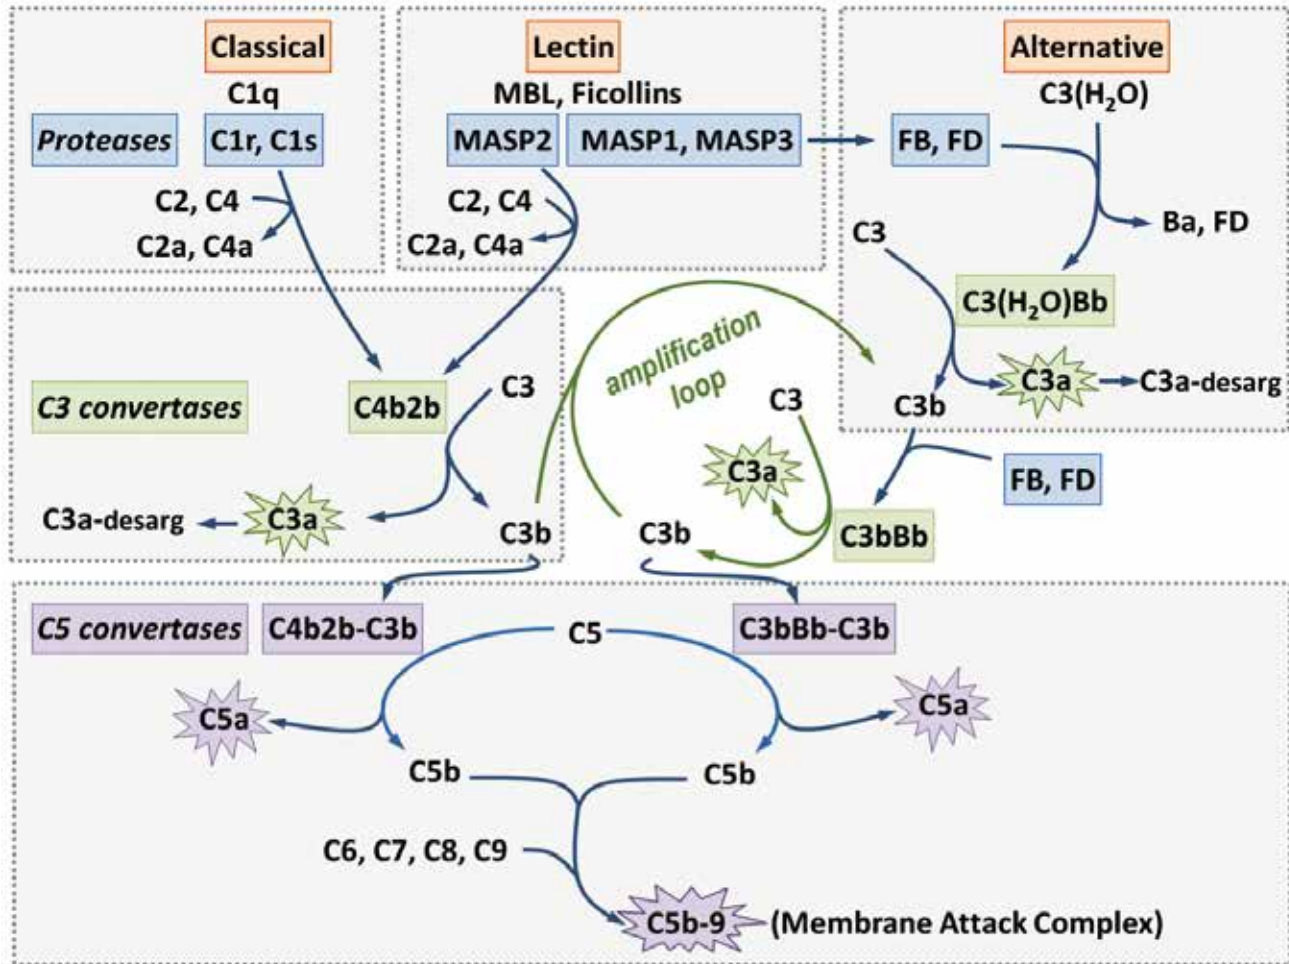 Classical
Lectin
Alternative
C1q
MBL, Ficollins
C3(H₂O)
Proteases
C1r, C1s
MASP2
MASP1, MASP3
FB, FD
C2, C4
C2a, C4a
C2, C4
C2a, C4a
Ba, FD
C3
C3(H₂O)Bb
C3a
C3a-desarg
C3b
FB, FD
amplification
loop
C3
C3a
C3bBb
C3b
C3 convertases
C4b2b
C3
C3a-desarg
C3a
C3b
C5 convertases
C4b2b-C3b
C5
C3bBb-C3b
C5a
C5a
C5b
C5b
C6, C7, C8, C9
C5b-9
(Membrane Attack Complex)